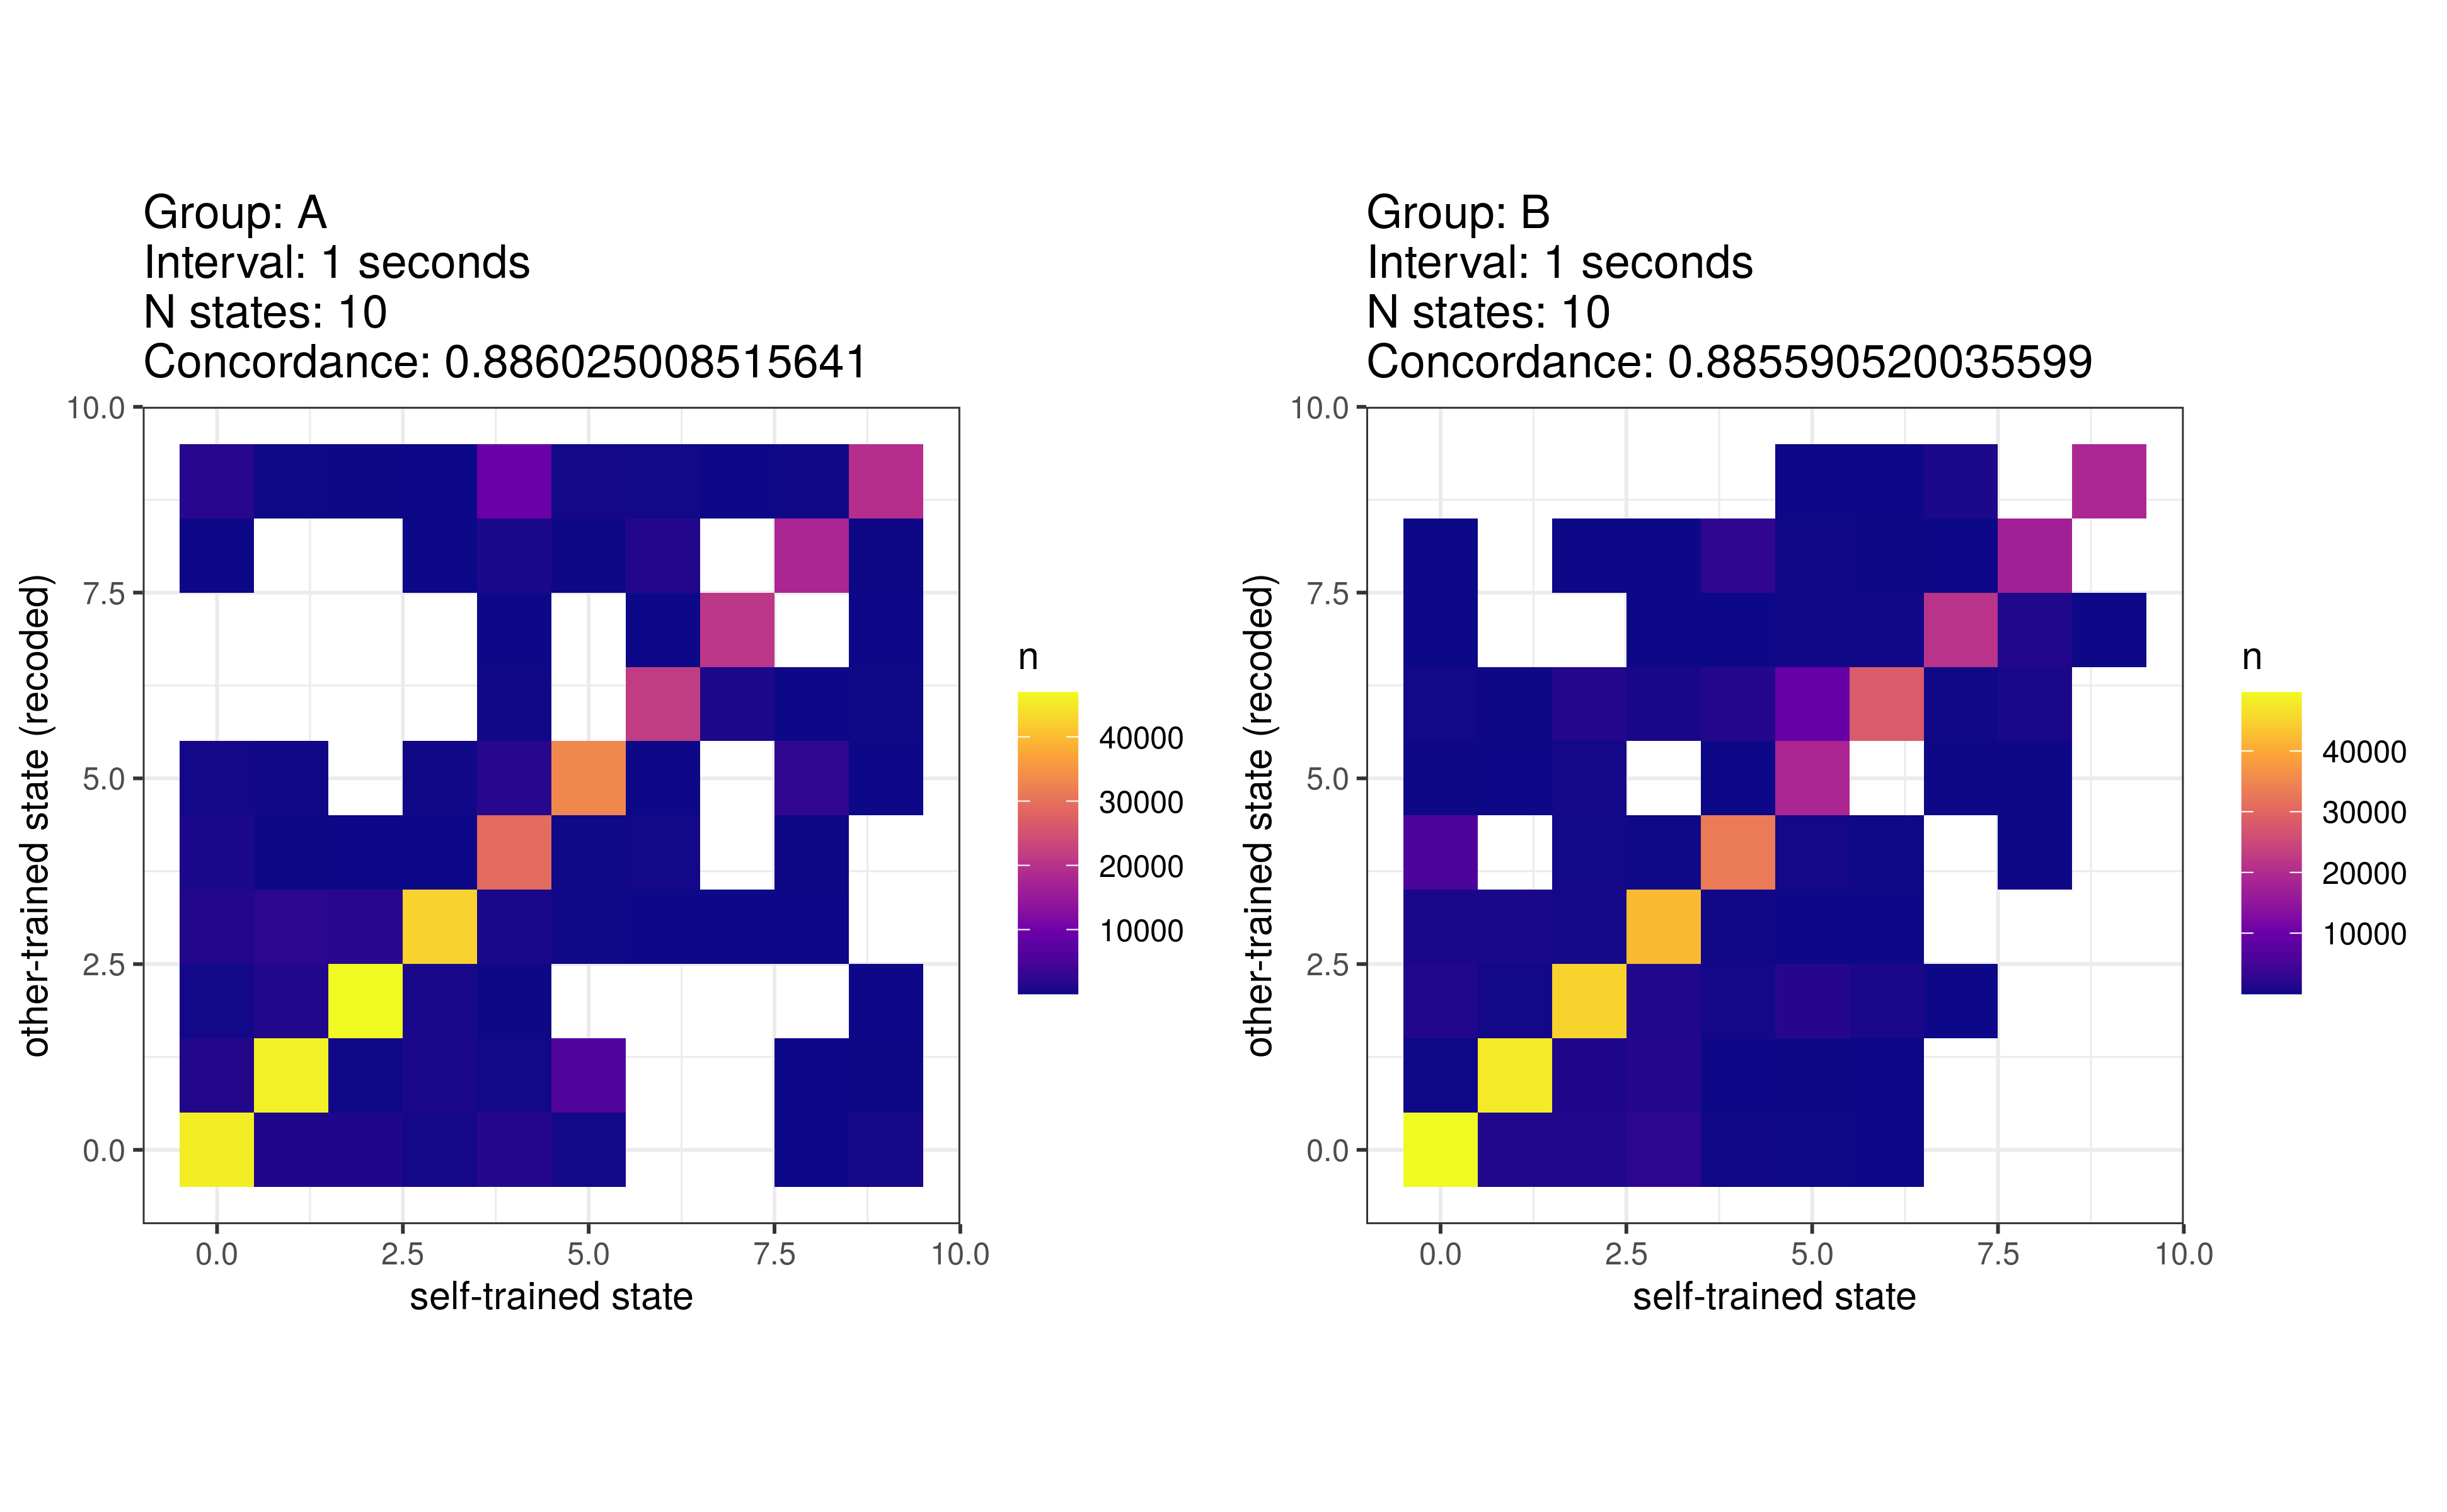 Group: A
Interval: 1 seconds
N states: 10
Concordance: 0.886025008515641
10.0
7.5
5.0
2.5
0.0
other-trained state (recoded)
0.0 2.5 5.0 7.5 10.0
self-trained state
n
40000
30000
20000
10000
Group: B
Interval: 1 seconds
N states: 10
Concordance: 0.885590520035599
10.0
7.5
5.0
2.5
0.0
other-trained state (recoded)
0.0 2.5 5.0 7.5 10.0
self-trained state
n
40000
30000
20000
10000